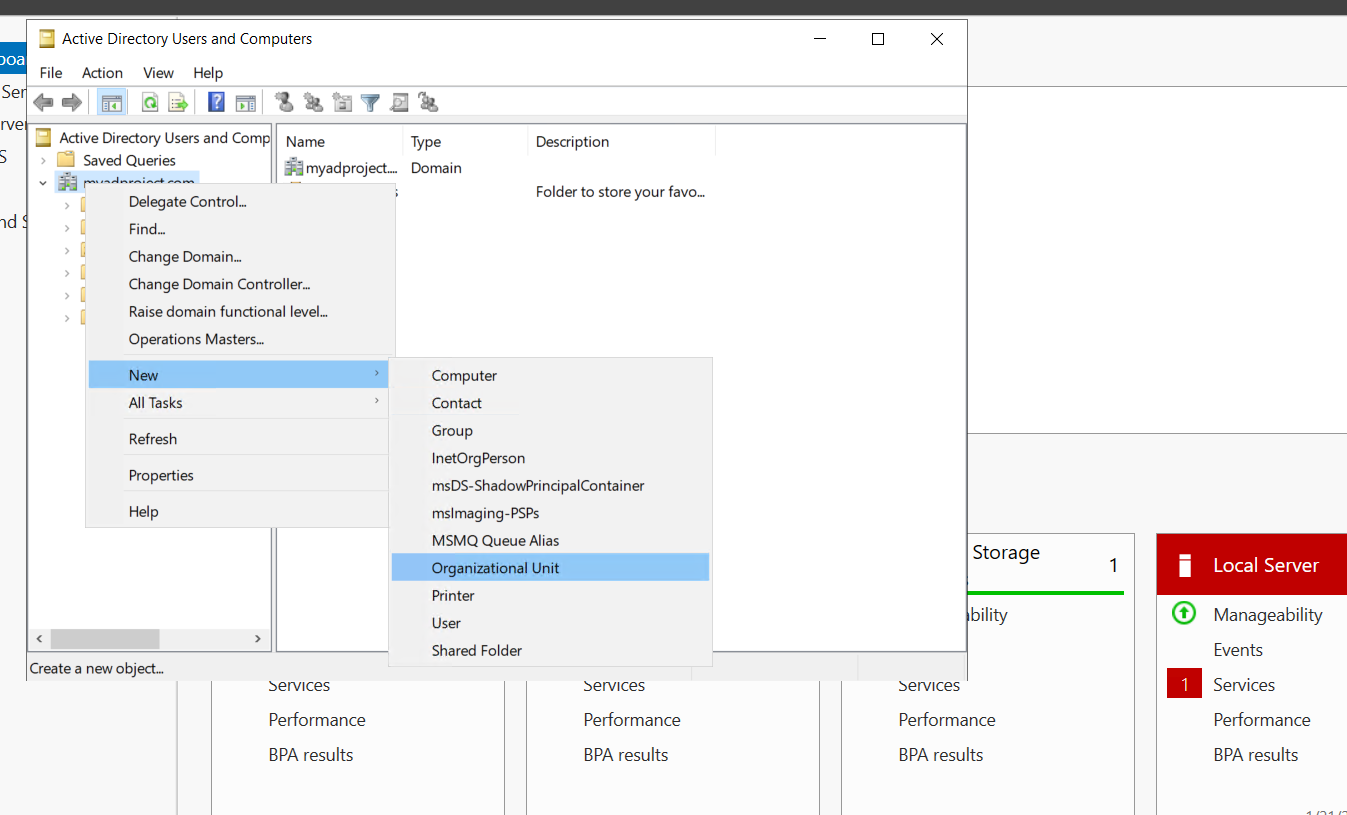 Active Directory Users and Computers
File Action View Help
Active Directory Users and Comp
Saved Queries
myadproject.com
Name Type Description
myadproject... Domain
Folder to store your favo...
Delegate Control...
Find...
Change Domain...
Change Domain Controller...
Raise domain functional level...
Operations Masters...
New
All Tasks
Refresh
Properties
Help
Computer
Contact
Group
InetOrgPerson
msDS-ShadowPrincipalContainer
msImaging-PSPs
MSMQ Queue Alias
Organizational Unit
Printer
User
Shared Folder
Create a new object...
Services
Performance
BPA results
Services
Performance
BPA results
Storage
1
Services
Performance
BPA results
Local Server
Manageability
Events
1 Services
Performance
BPA results